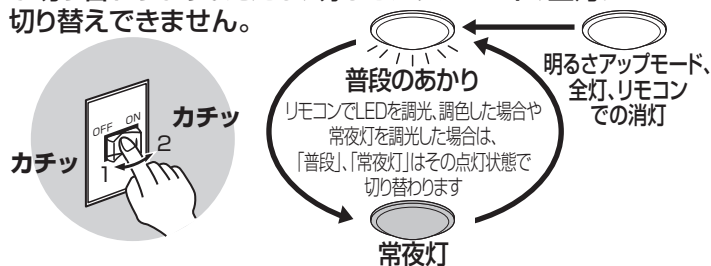 切り替えできません。
OFF ON
カチッ
2
カチッ
1
普段のあかり
リモコンでLEDを調光、調色した場合や
常夜灯を調光した場合は、
「普段」、「常夜灯」はその点灯状態で
切り替わります
常夜灯
明るさアップモード、
全灯、リモコン
での消灯